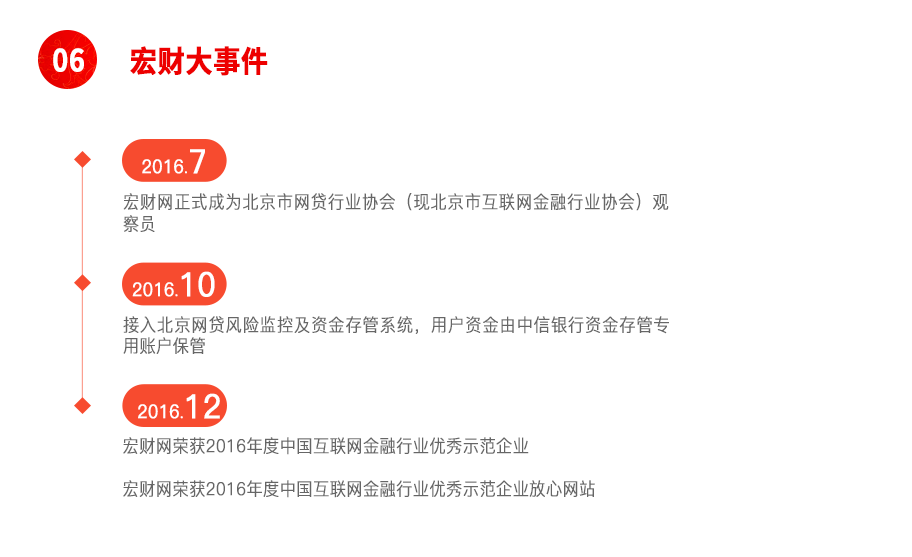 06 宏财大事件
2016.7
宏财网正式成为北京市网贷行业协会（现北京市互联网金融行业协会）观
察员
2016.10
接入北京网贷风险监控及资金存管系统，用户资金由中信银行资金存管专
用账户保管
2016.12
宏财网荣获2016年度中国互联网金融行业优秀示范企业
宏财网荣获2016年度中国互联网金融行业优秀示范企业放心网站